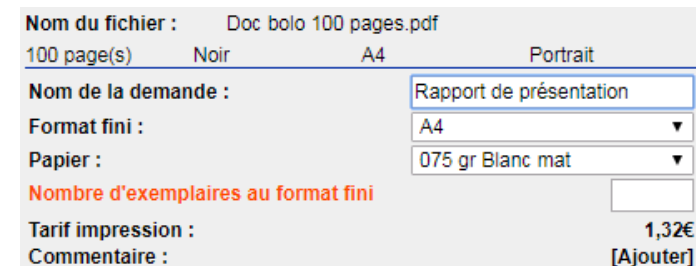 Nom du fichier : Doc bolo 100 pages.pdf
100 page(s) Noir A4 Portrait
Nom de la demande : Rapport de présentation
Format fini : A4
Papier : 075 gr Blanc mat
Nombre d'exemplaires au format fini
Tarif impression : 1,32€
Commentaire : [Ajouter]